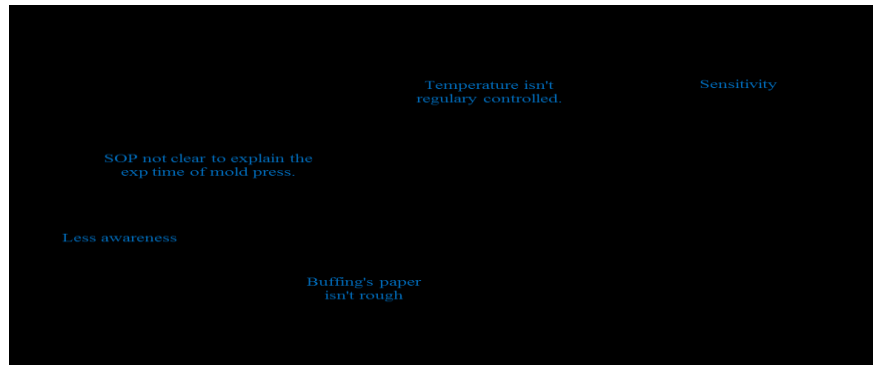 Temperature isn't
regulary controlled.
Sensitivity
SOP not clear to explain the
exp time of mold press.
Less awareness
Buffing's paper
isn't rough